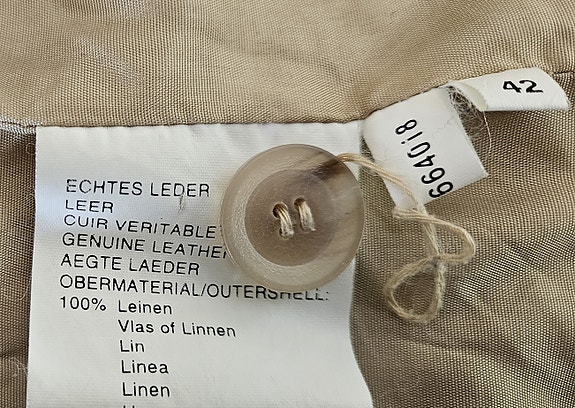 ECHTES LEDER
LEER
CUIR VERITABLE
GENUINE LEATHER
AEGTE LAEDER
OBERMATERIAL/OUTERSHELL:
100% Leinen
Vlas of Linnen
Lin
Linea
Linen
664018
42